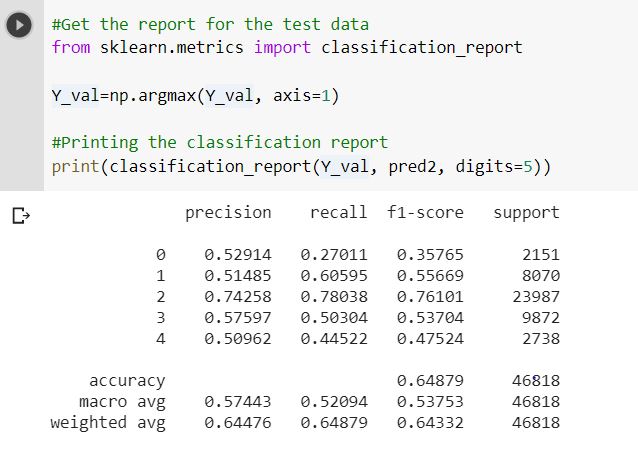 #Get the report for the test data
from sklearn.metrics import classification_report
Y_val=np.argmax(Y_val, axis=1)
#Printing the classification report
print(classification_report(Y_val, pred2, digits=5))
precision recall f1-score support
0 0.52914 0.27011 0.35765 2151
1 0.51485 0.60595 0.55669 8070
2 0.74258 0.78038 0.76101 23987
3 0.57597 0.50304 0.53704 9872
4 0.50962 0.44522 0.47524 2738
accuracy 0.64879 46818
macro avg 0.57443 0.52094 0.53753 46818
weighted avg 0.64476 0.64879 0.64332 46818